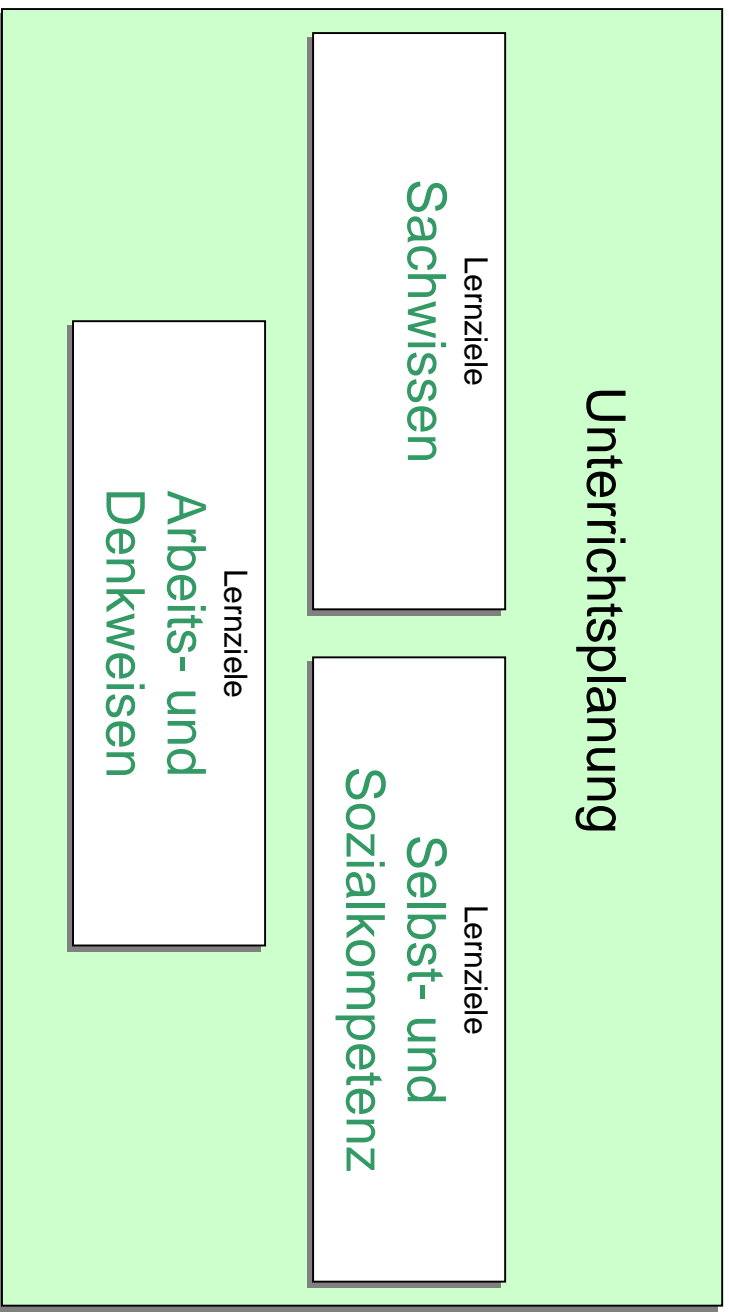 Unterrichtsplanung
Lernziele
Sachwissen
Lernziele
Selbst- und
Sozialkompetenz
Lernziele
Arbeits- und
Denkweisen